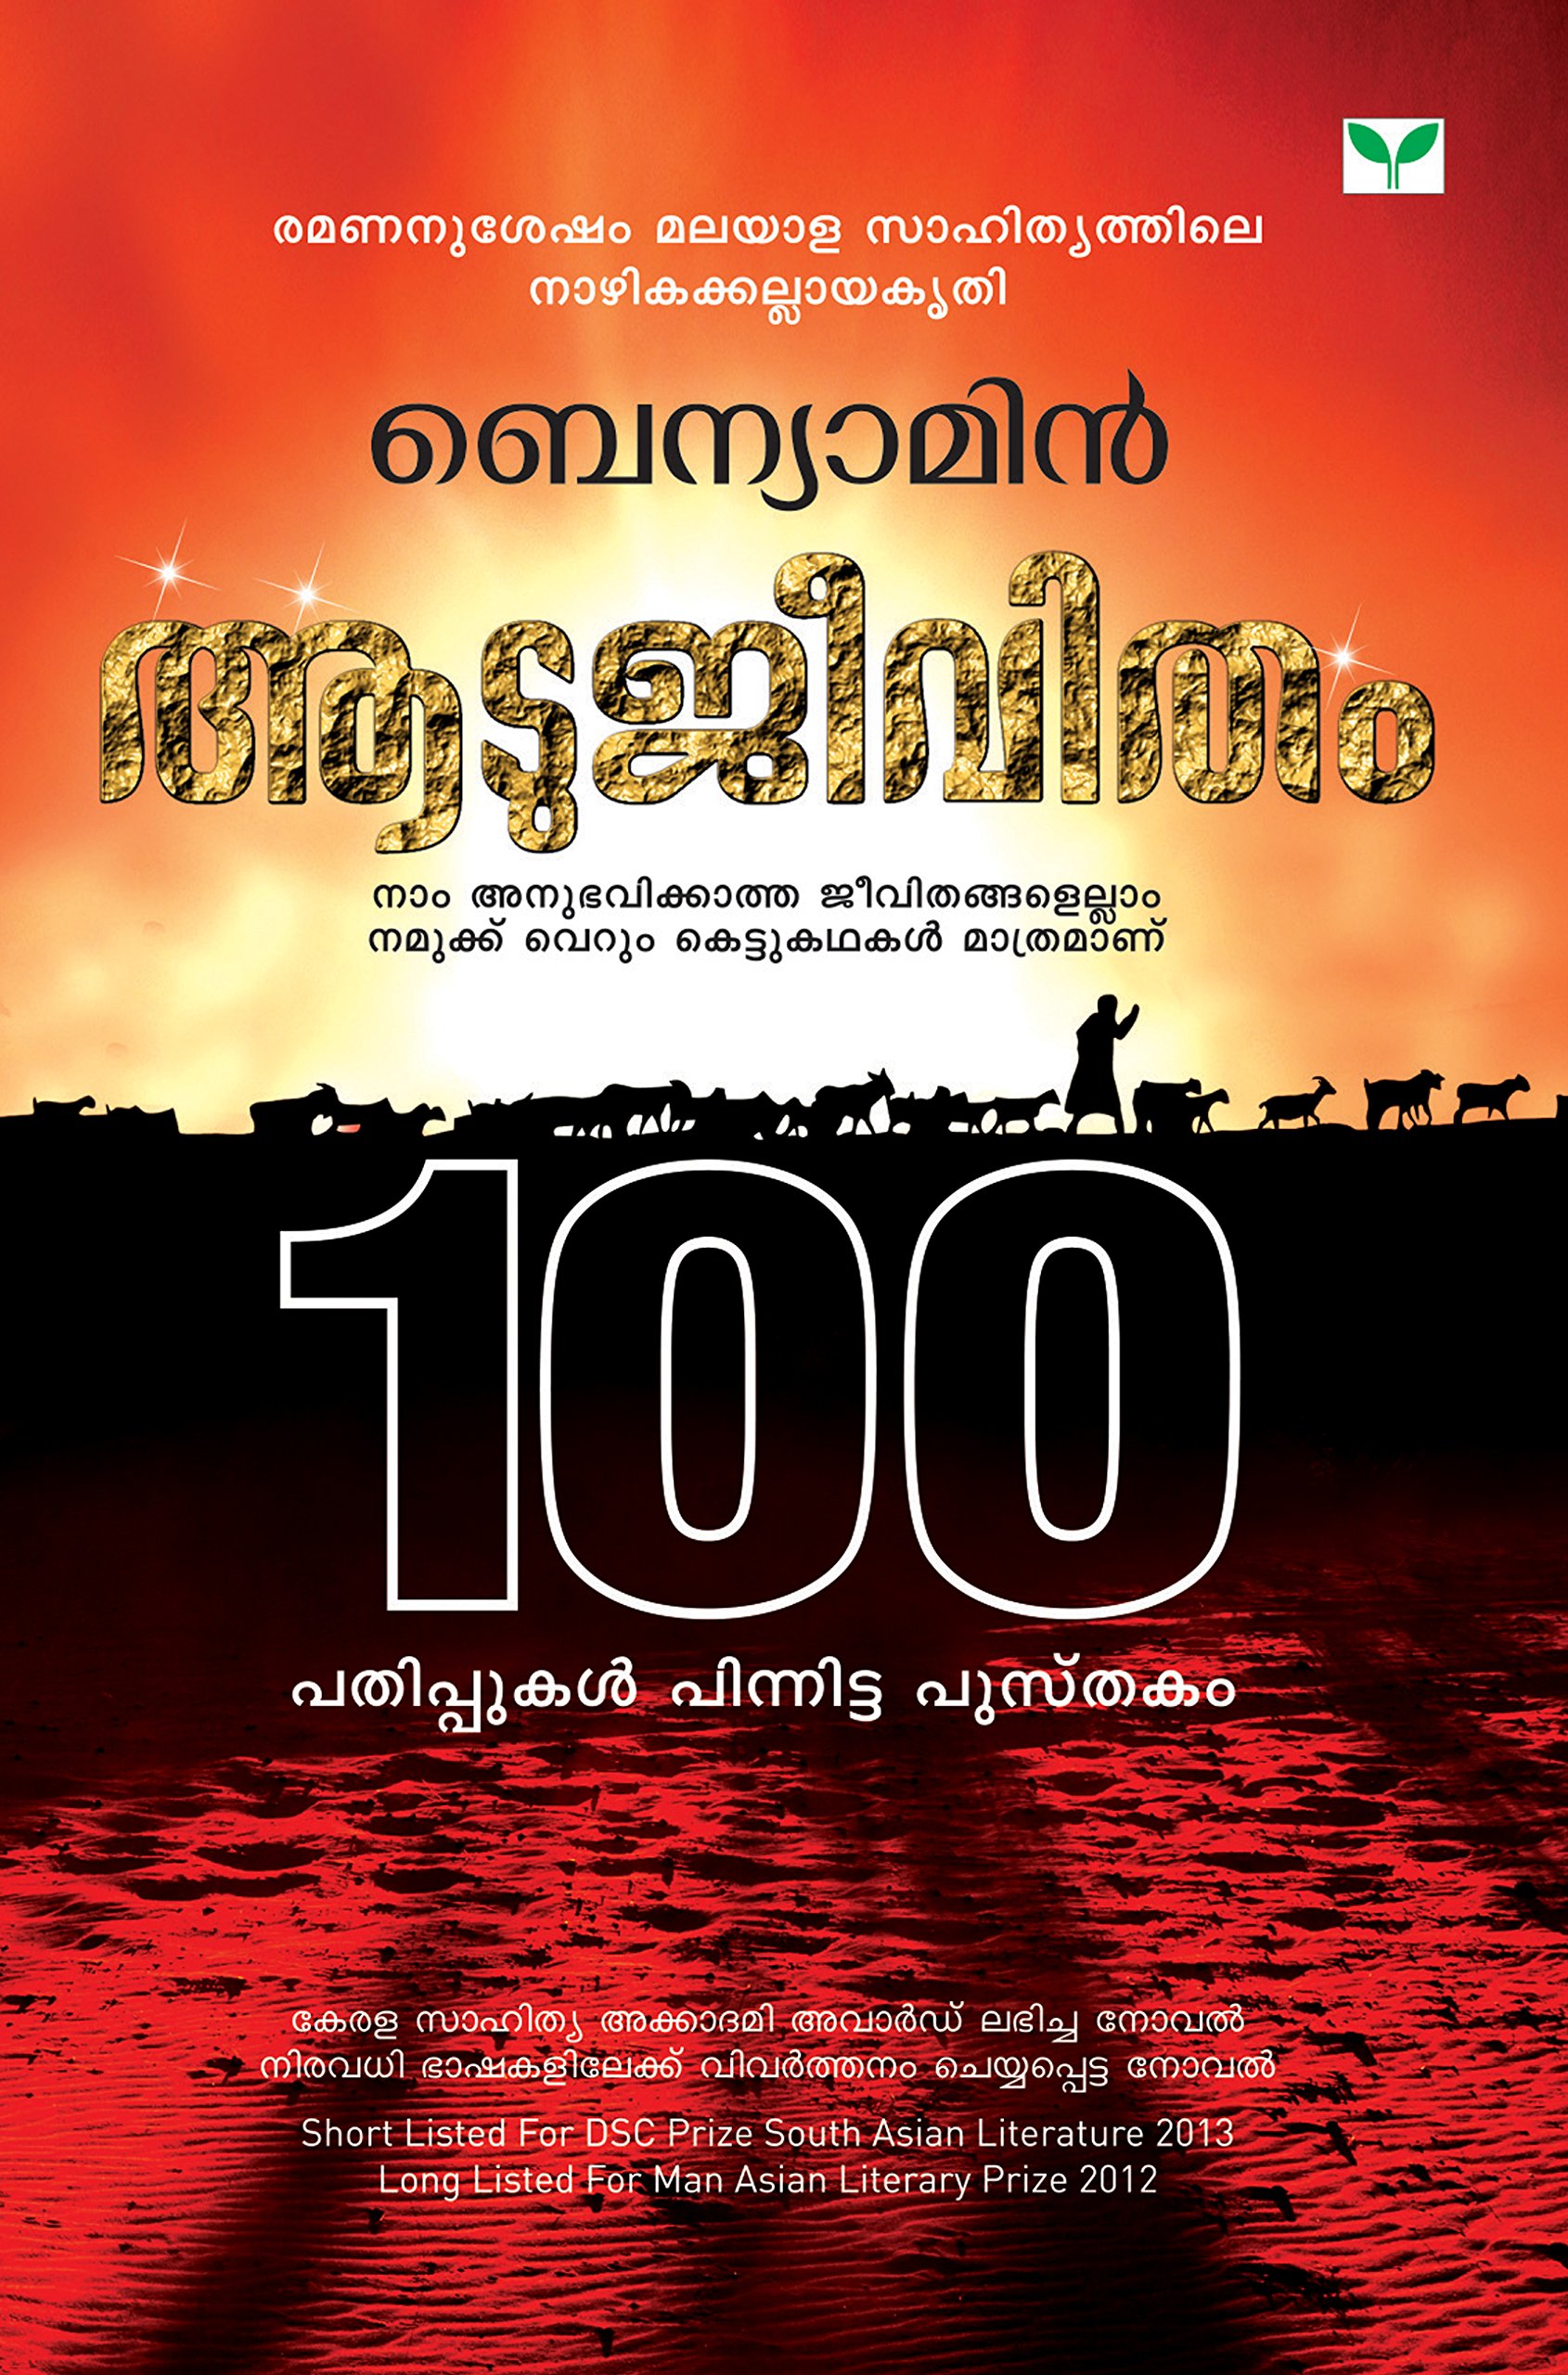 രമണനുശേഷം മലയാള സാഹിത്യത്തിലെ
നാഴികക്കല്ലായകൃതി
ബെന്യാമിൻ
ആടുജീവിതം
നാം അനുഭവിക്കാത്ത ജീവിതങ്ങളെല്ലാം
നമുക്ക് വെറും കെട്ടുകഥകൾ മാത്രമാണ്
100
പതിപ്പുകൾ പിന്നിട്ട പുസ്തകം
കേരള സാഹിത്യ അക്കാദമി അവാർഡ് ലഭിച്ച നോവൽ
നിരവധി ഭാഷകളിലേക്ക് വിവർത്തനം ചെയ്യപ്പെട്ട നോവൽ
Short Listed For DSC Prize South Asian Literature 2013
Long Listed For Man Asian Literary Prize 2012